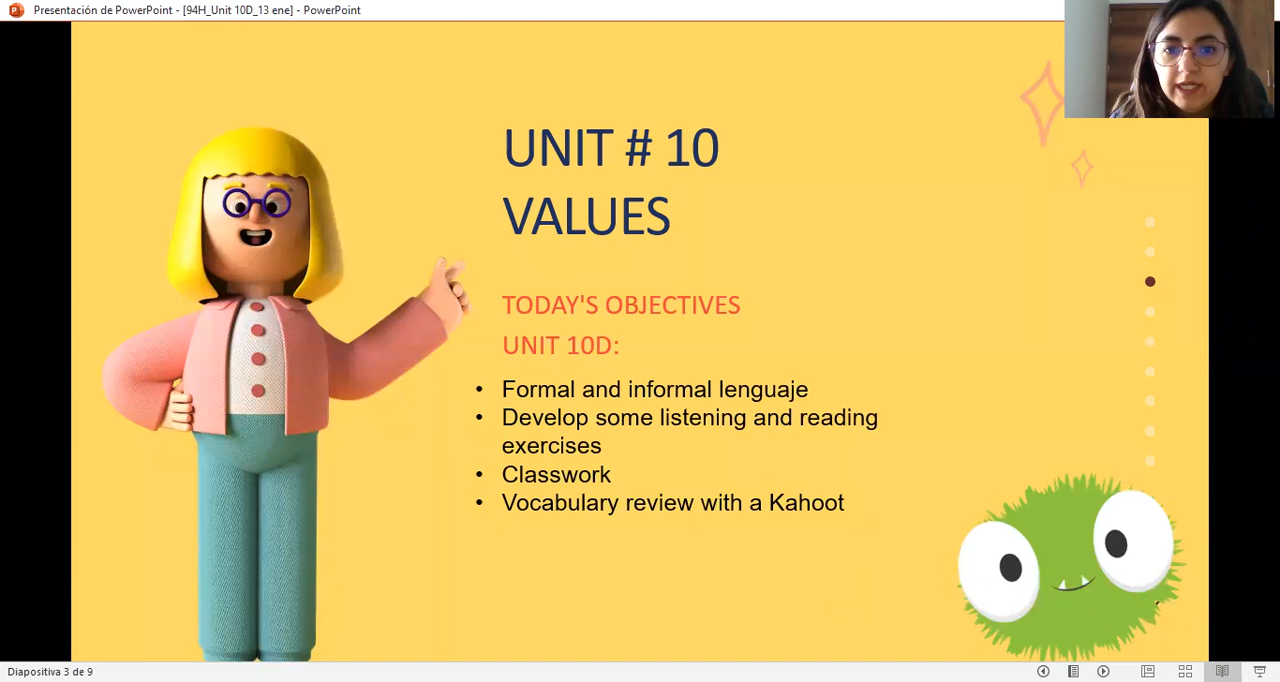 Presentación de PowerPoint - [94H_Unit 10D_13 ene] - PowerPoint
UNIT # 10
VALUES
TODAY'S OBJECTIVES
UNIT 10D:
• Formal and informal lenguaje
• Develop some listening and reading
exercises
• Classwork
• Vocabulary review with a Kahoot
Diapositiva 3 de 9